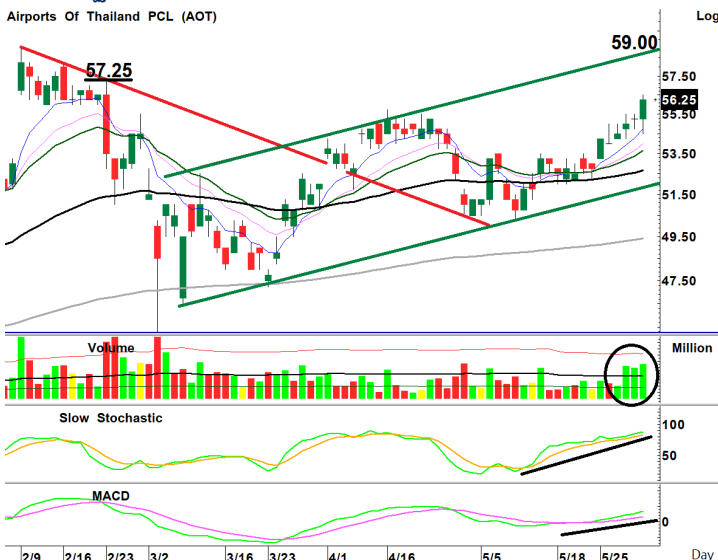 Airports Of Thailand PCL (AOT)
Log
59.00
57.25
57.50
56.25
55.50
53.50
51.50
49.50
47.50
Volume
Million
Slow Stochastic
100
50
MACD
0
2/9 2/16 2/23 3/2 3/16 3/23 4/1 4/16 5/5 5/18 5/25 Day